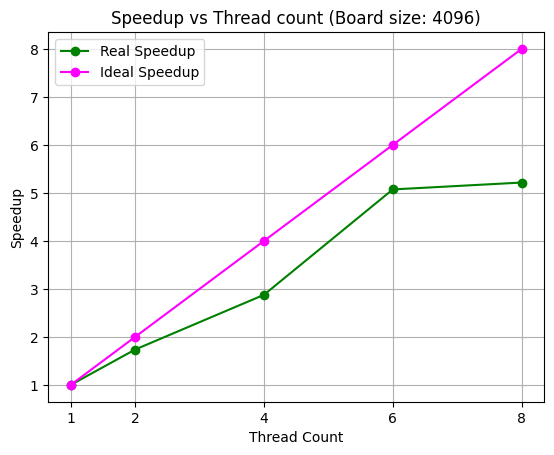 Speedup vs Thread count (Board size: 4096)
Real Speedup
Ideal Speedup
8
7
6
5
4
3
2
1
Speedup
1 2 4 6 8
Thread Count